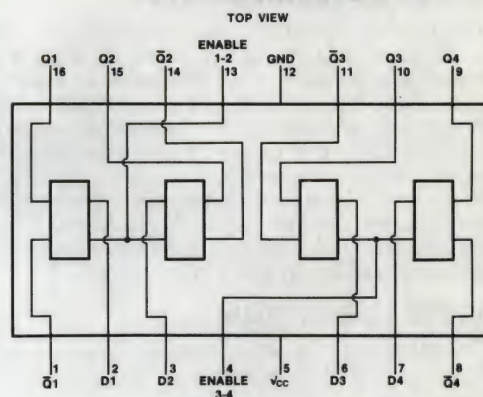 TOP VIEW
Q1 Q2 Q̅2 ENABLE 1-2 GND Q̅3 Q3 Q4
16 15 14 13 12 11 10 9
1 2 3 4 5 6 7 8
Q̅1 D1 D2 ENABLE 3-4 VCC D3 D4 Q̅4